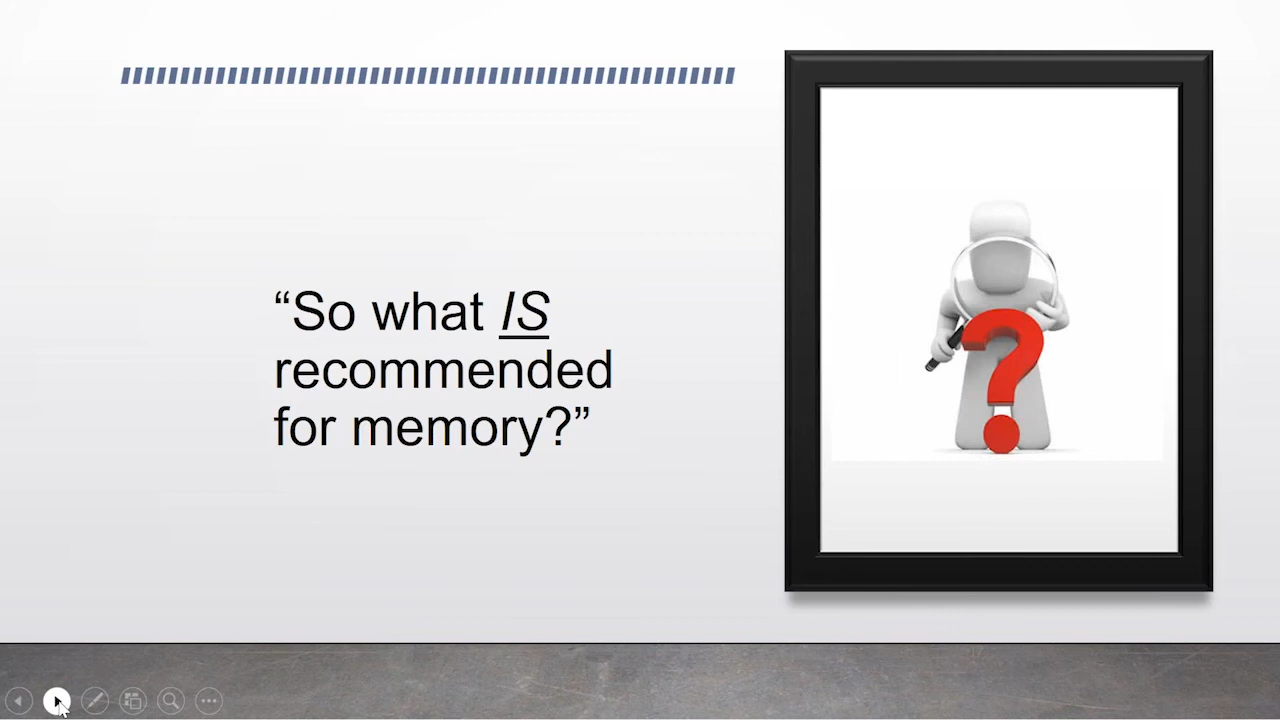 “So what IS
recommended
for memory?”